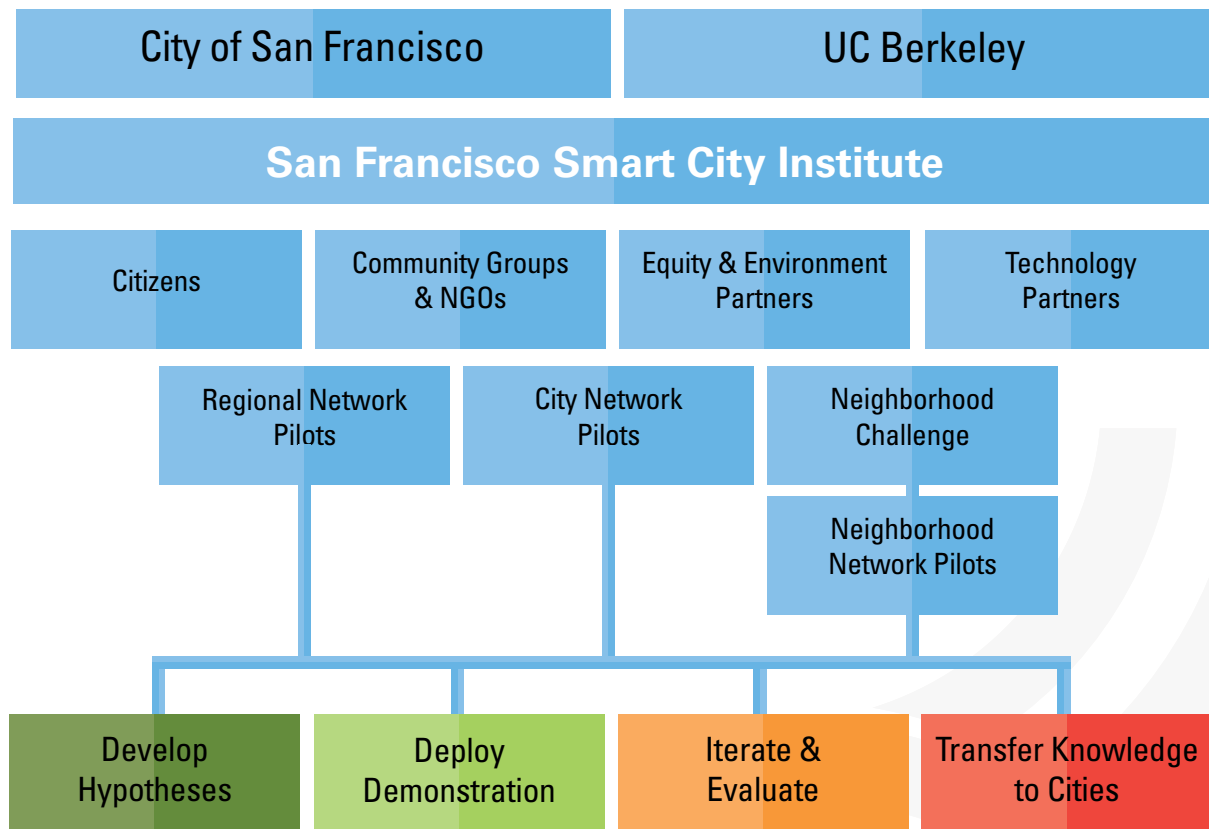 City of San Francisco
UC Berkeley
San Francisco Smart City Institute
Citizens
Community Groups
& NGOs
Equity & Environment
Partners
Technology
Partners
Regional Network
Pilots
City Network
Pilots
Neighborhood
Challenge
Neighborhood
Network Pilots
Develop
Hypotheses
Deploy
Demonstration
Iterate &
Evaluate
Transfer Knowledge
to Cities